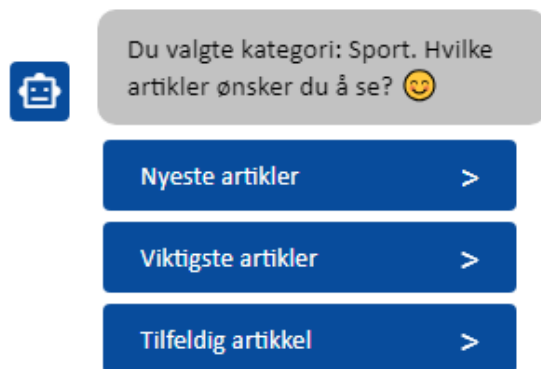 Du valgte kategori: Sport. Hvilke
artikler ønsker du å se? 😊
Nyeste artikler >
Viktigste artikler >
Tilfeldig artikkel >